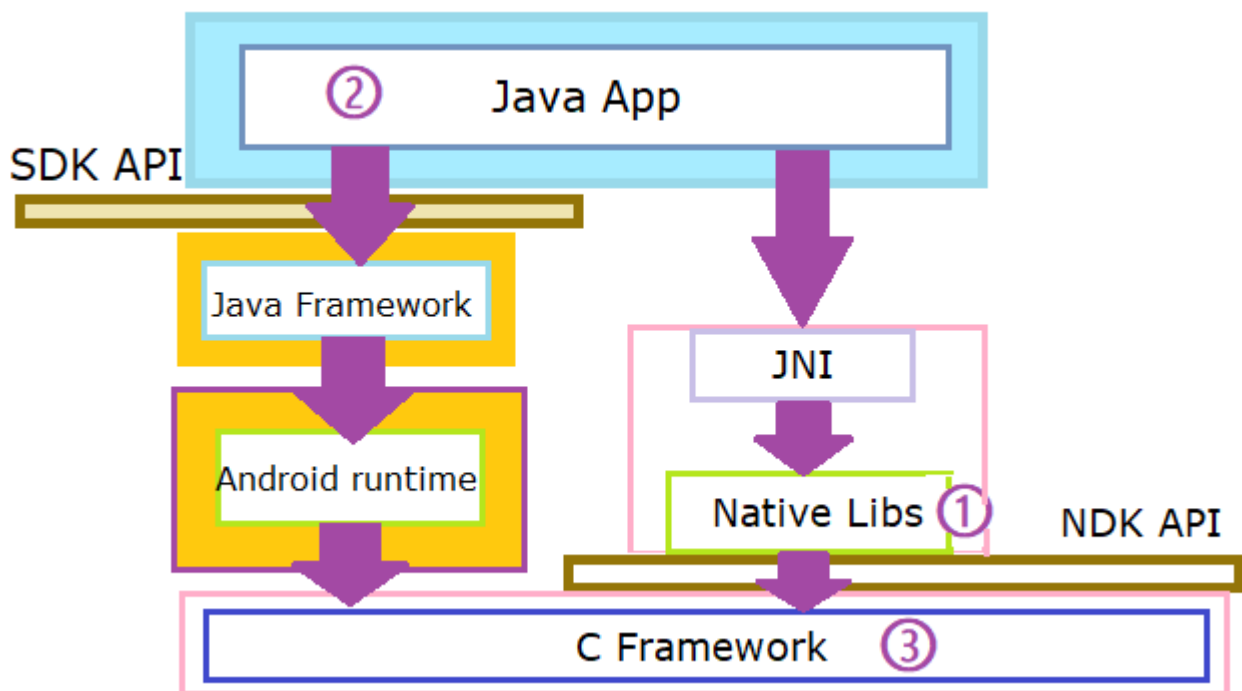 ② Java App
SDK API
Java Framework
JNI
Android runtime
Native Libs ①
NDK API
C Framework ③